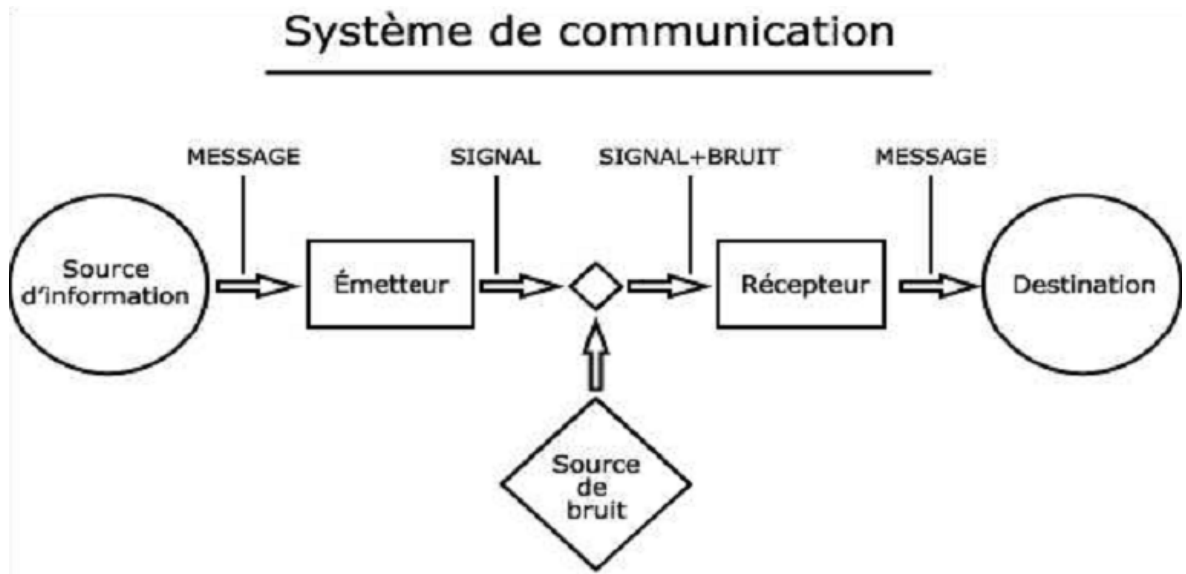 Système de communication
MESSAGE
SIGNAL
SIGNAL+BRUIT
MESSAGE
Source
d'information
Émetteur
Récepteur
Destination
Source
de
bruit